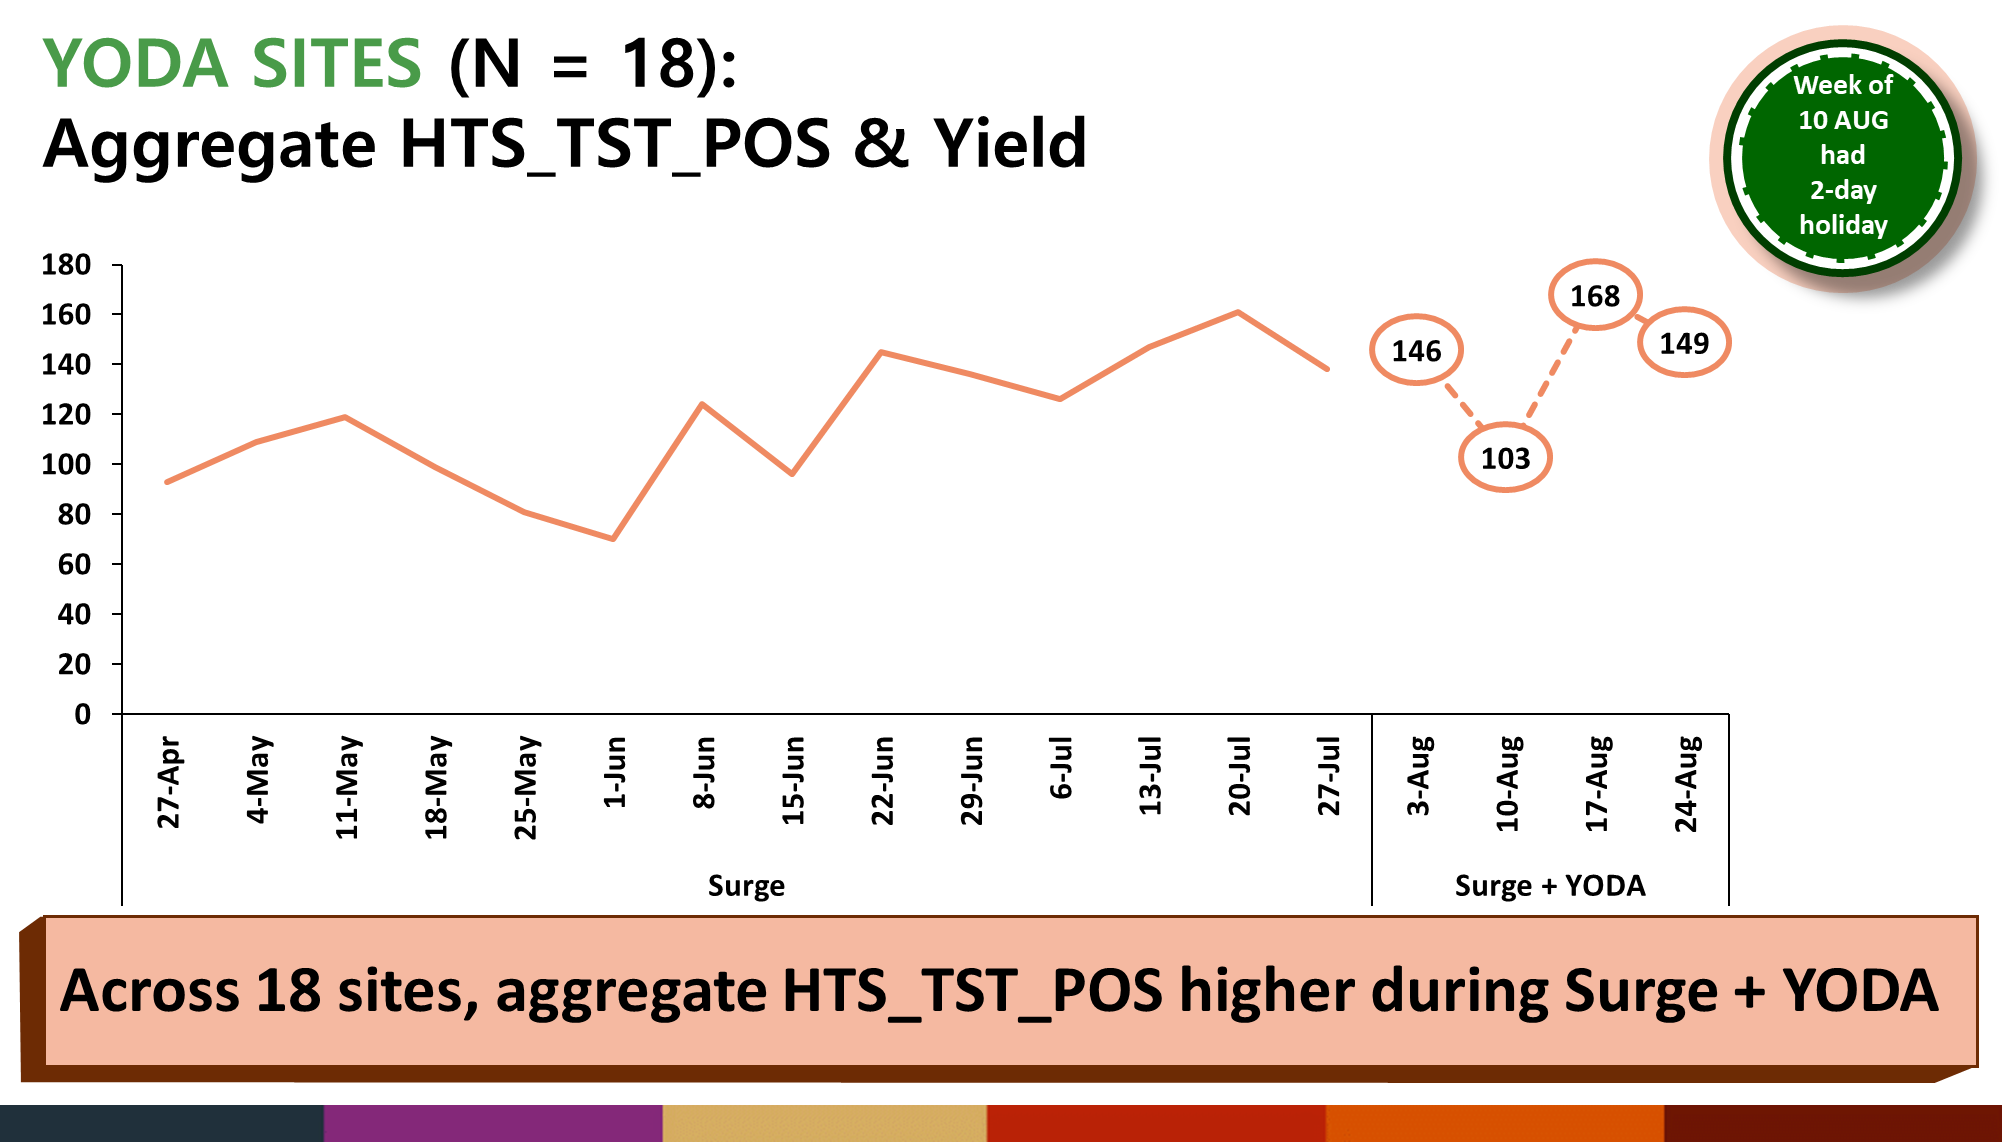 YODA SITES (N = 18):
Aggregate HTS_TST_POS & Yield
Week of
10 AUG
had
2-day
holiday
180
160
140
120
100
80
60
40
20
0
146
103
168
149
27-Apr
4-May
11-May
18-May
25-May
1-Jun
8-Jun
15-Jun
22-Jun
29-Jun
6-Jul
13-Jul
20-Jul
27-Jul
3-Aug
10-Aug
17-Aug
24-Aug
Surge
Surge + YODA
Across 18 sites, aggregate HTS_TST_POS higher during Surge + YODA